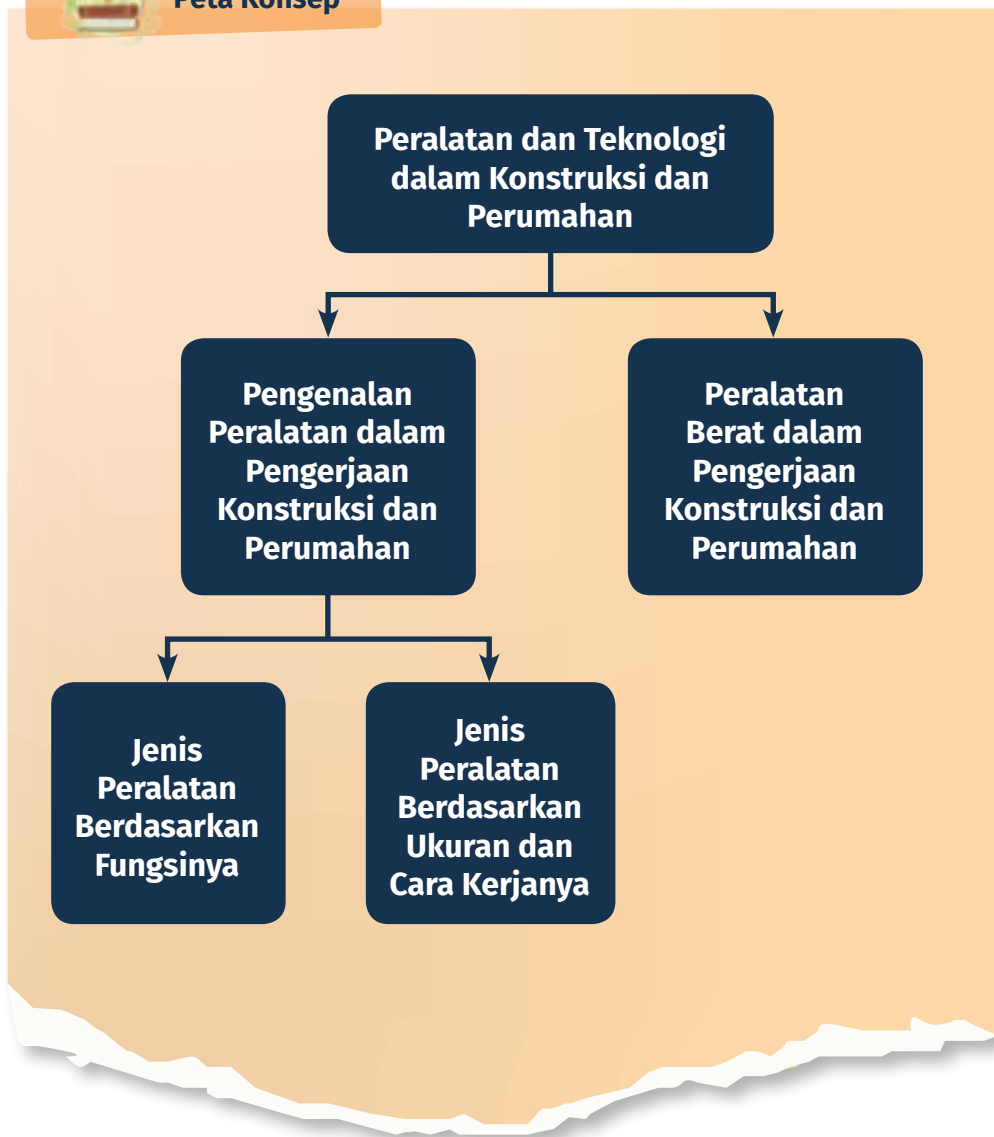 Peta Konsep
Peralatan dan Teknologi
dalam Konstruksi dan
Perumahan
Pengenalan
Peralatan dalam
Pengerjaan
Konstruksi dan
Perumahan
Peralatan
Berat dalam
Pengerjaan
Konstruksi dan
Perumahan
Jenis
Peralatan
Berdasarkan
Fungsinya
Jenis
Peralatan
Berdasarkan
Ukuran dan
Cara Kerjanya